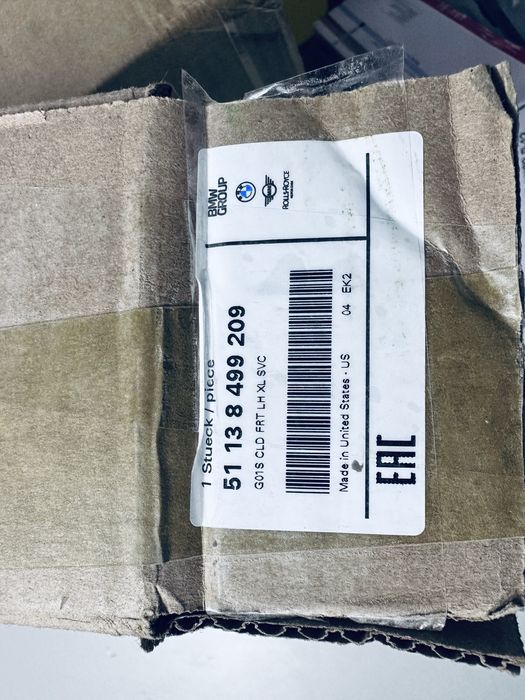 BMW
GROUP
ROLLS-ROYCE
1 Stueck / piece
51 13 8 499 209
G01S CLD FRT LH XL SVC
Made in United States - US
04 EK2
EAC